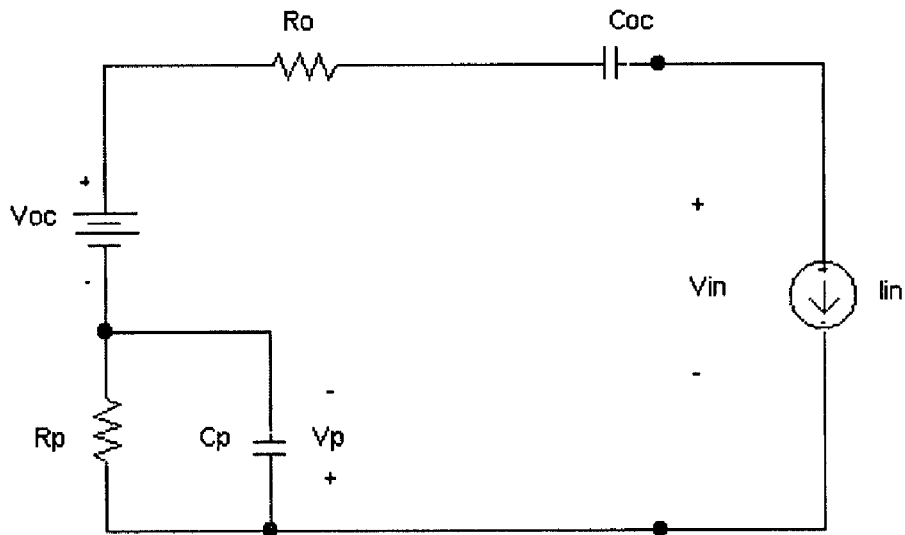 Ro
Coc
+
Voc
-
+
Vin
-
Iin
Rp
Cp
-
Vp
+